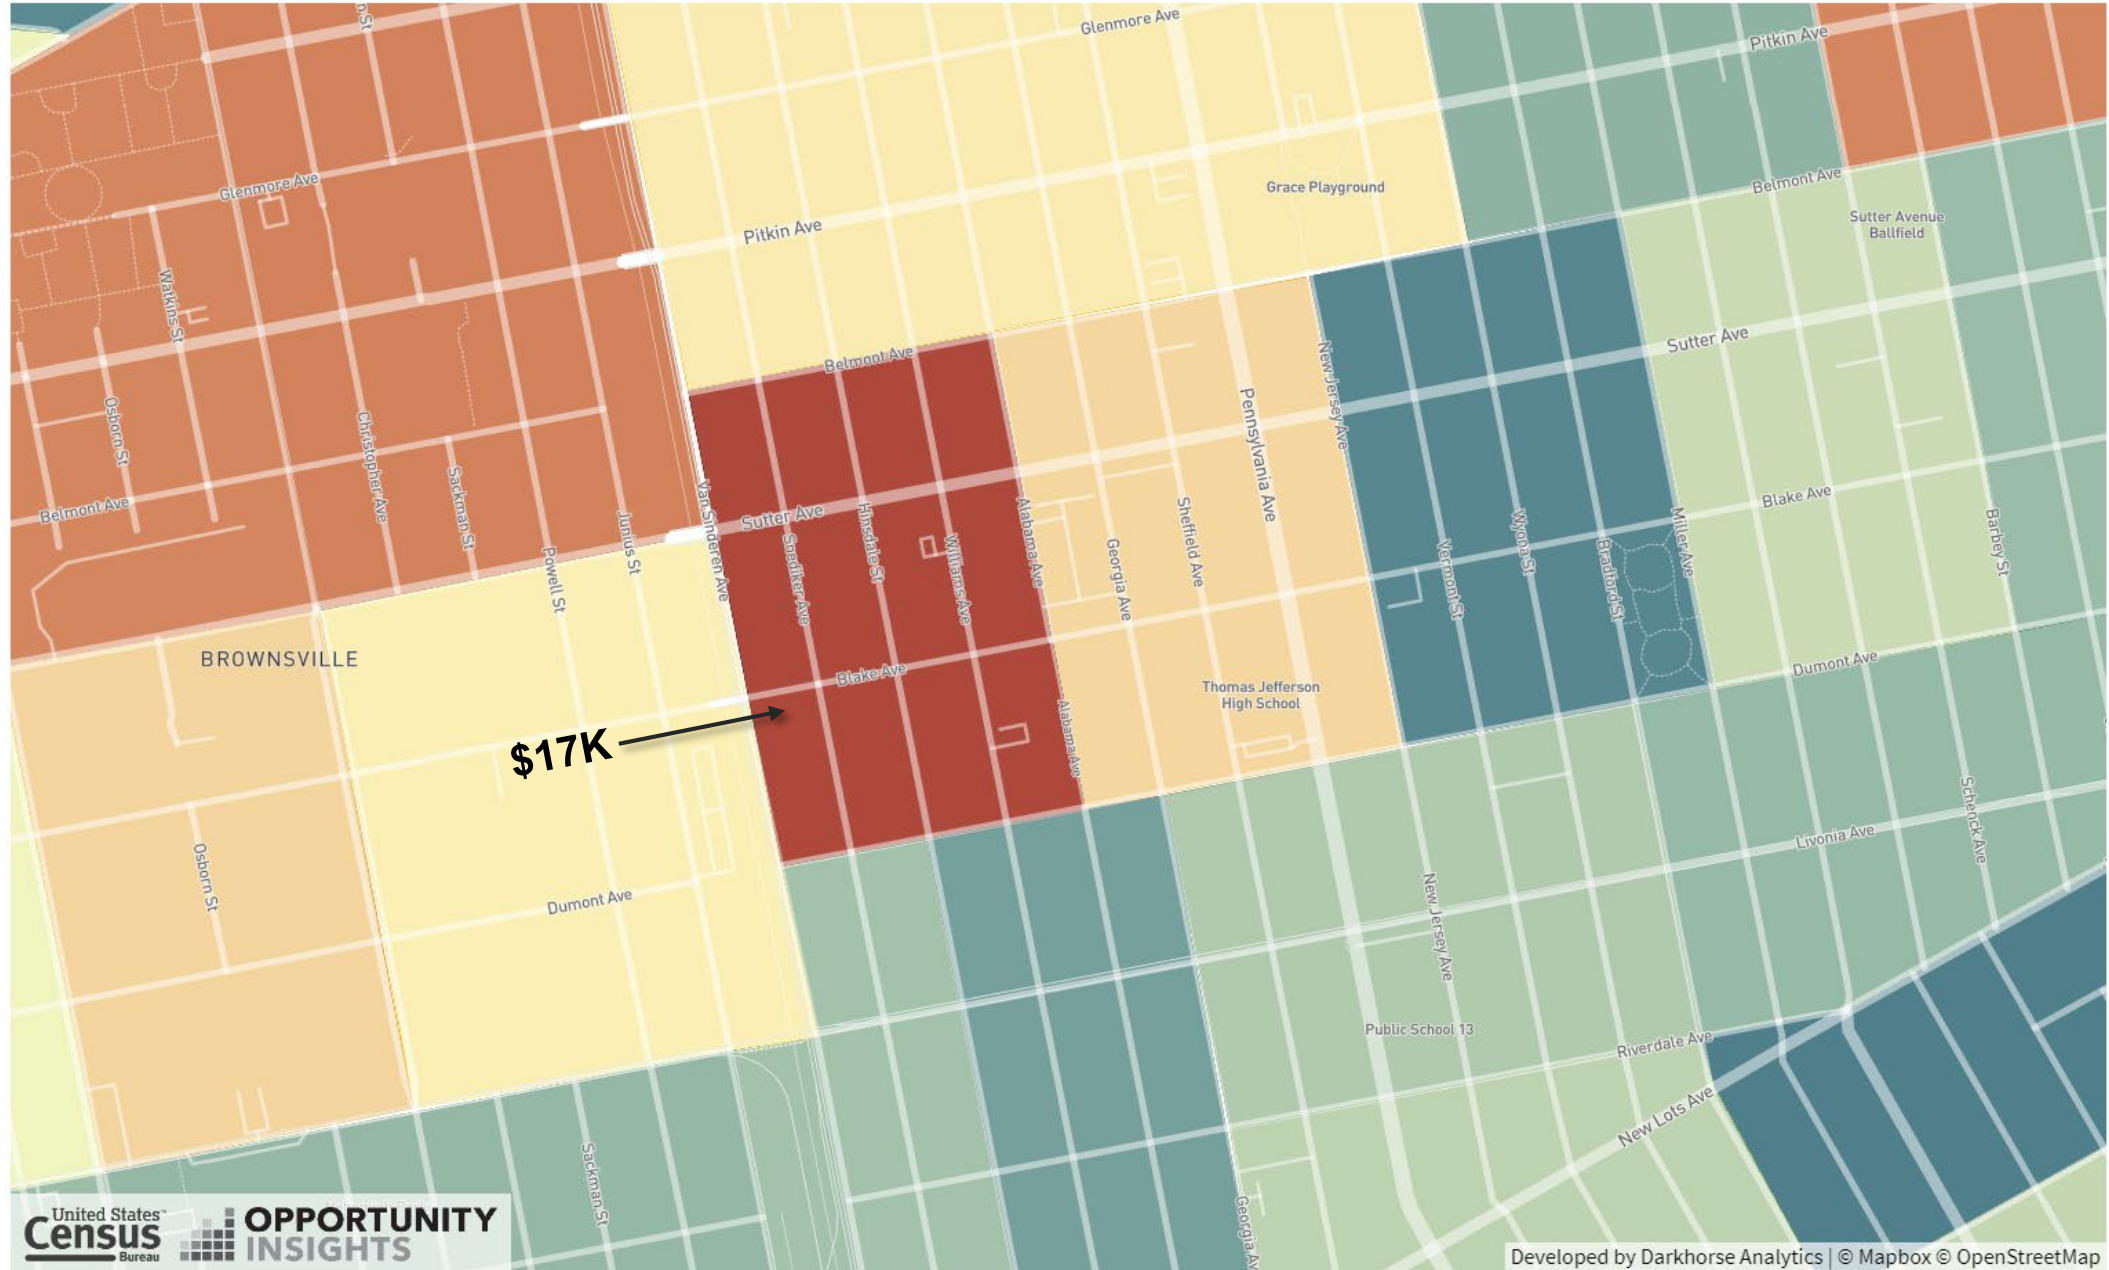 n St
Glenmore Ave
Pitkin Ave
Glenmore Ave
Grace Playground
Belmont Ave
Sutter Avenue
Ballfield
Pitkin Ave
Watkins St
Sutter Ave
Belmont Ave
New Jersey Ave
Pennsylvania Ave
Osborn St
Christopher Ave
Sackman St
Belmont Ave
Van Sinderen Ave
Junius St
Powell St
Sutter Ave
Snediker Ave
Hinsdale St
Williams Ave
Alabama Ave
Georgia Ave
Sheffield Ave
Vermont St
Wyona St
Bradford St
Miller Ave
Blake Ave
Barbey St
BROWNSVILLE
Blake Ave
Thomas Jefferson
High School
Dumont Ave
$17K
Alabama Ave
Schenck Ave
Livonia Ave
Osborn St
Dumont Ave
New Jersey Ave
Public School 13
Riverdale Ave
New Lots Ave
Sackman St
Georgia Av
United States™
Census
Bureau
OPPORTUNITY
INSIGHTS
Developed by Darkhorse Analytics | © Mapbox © OpenStreetMap